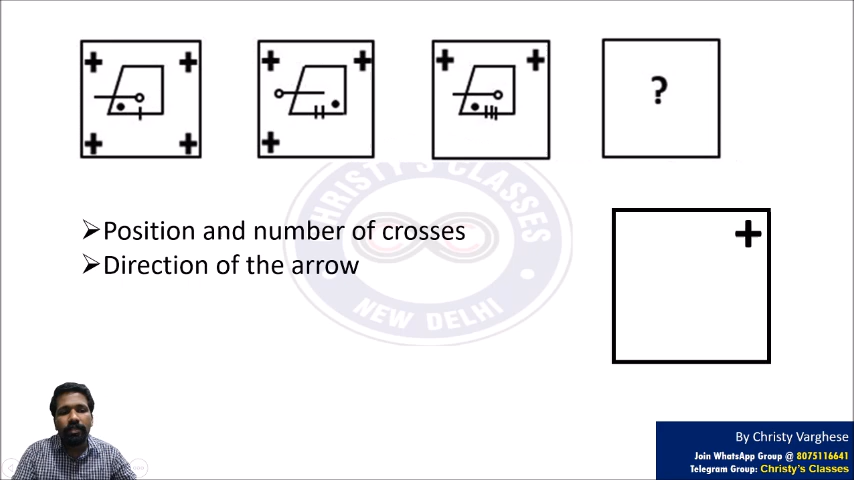 ?
➢Position and number of crosses
➢Direction of the arrow
CHRISTY'S CLASSES
NEW DELHI
By Christy Varghese
Join WhatsApp Group @ 8075116641
Telegram Group: Christy's Classes